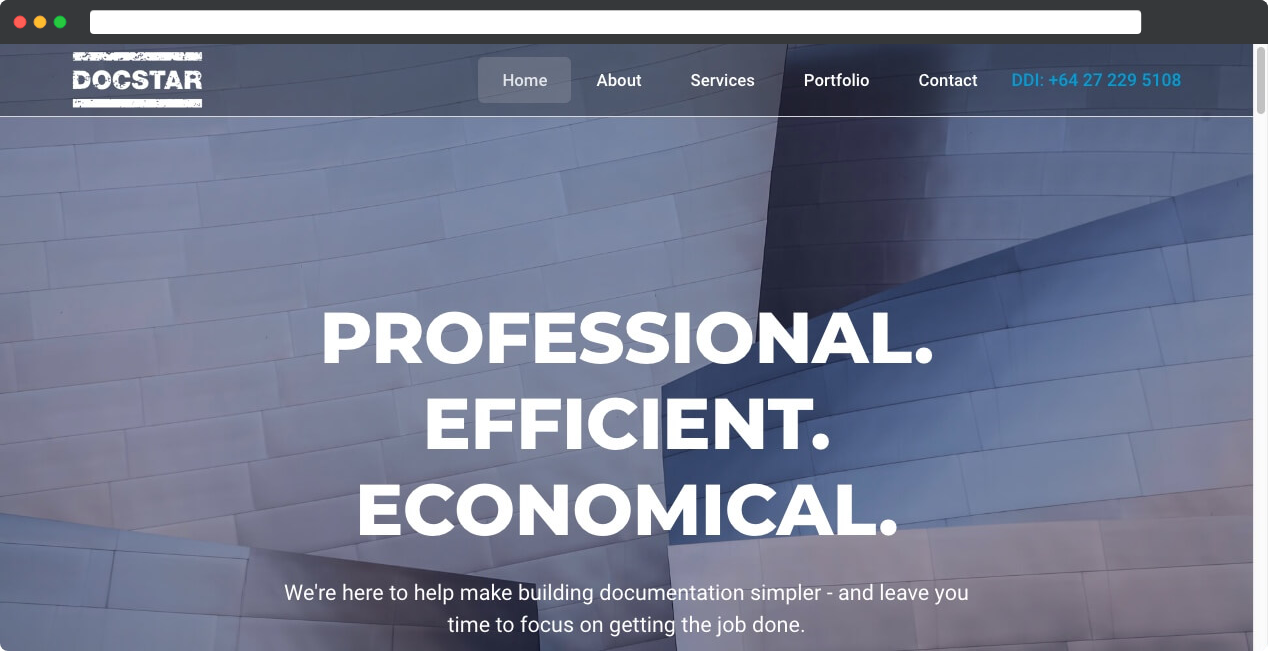 DOCSTAR
Home About Services Portfolio Contact DDI: +64 27 229 5108
PROFESSIONAL.
EFFICIENT.
ECONOMICAL.
We're here to help make building documentation simpler - and leave you
time to focus on getting the job done.